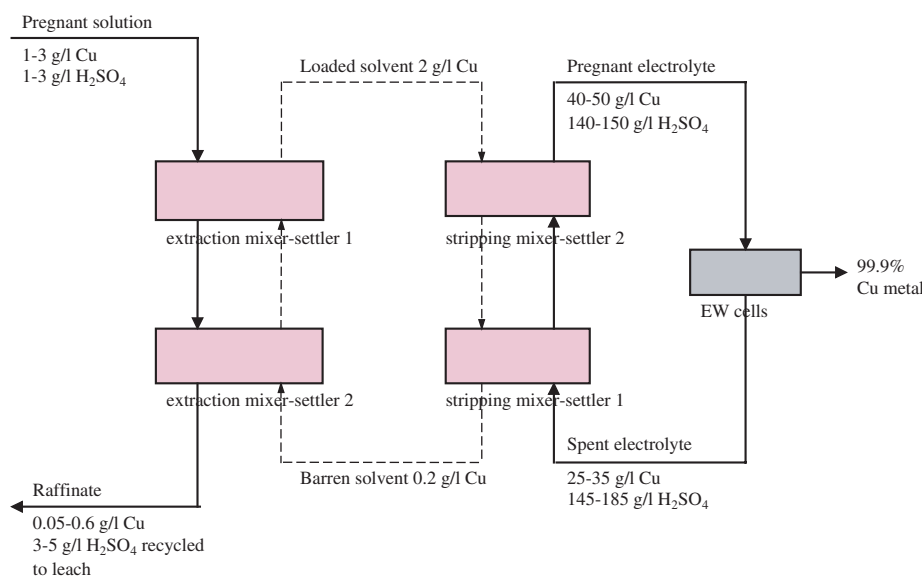 Pregnant solution
1-3 g/l Cu
1-3 g/l H₂SO₄
Loaded solvent 2 g/l Cu
Pregnant electrolyte
40-50 g/l Cu
140-150 g/l H₂SO₄
extraction mixer-settler 1
stripping mixer-settler 2
99.9%
Cu metal
EW cells
extraction mixer-settler 2
stripping mixer-settler 1
Spent electrolyte
25-35 g/l Cu
145-185 g/l H₂SO₄
Barren solvent 0.2 g/l Cu
Raffinate
0.05-0.6 g/l Cu
3-5 g/l H₂SO₄ recycled
to leach